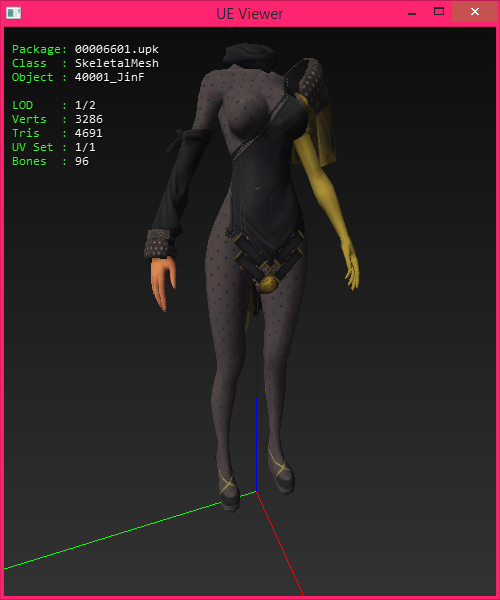 UE Viewer
Package: 00006601.upk
Class : SkeletalMesh
Object : 40001_JinF
LOD : 1/2
Verts : 3286
Tris : 4691
UV Set : 1/1
Bones : 96